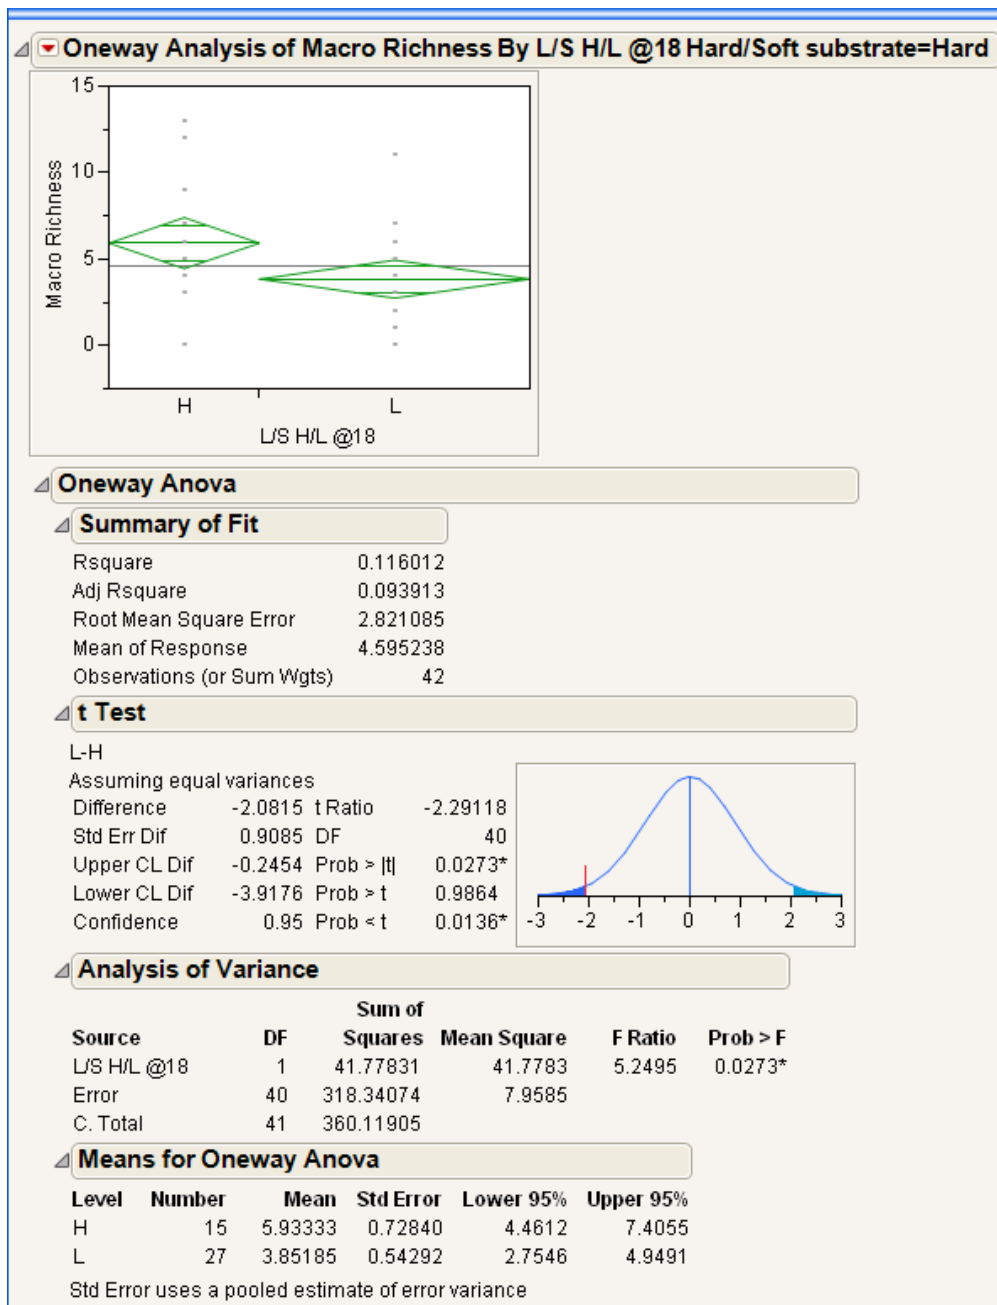 Oneway Analysis of Macro Richness By L/S H/L @18 Hard/Soft substrate=Hard
15
10
5
0
Macro Richness
H L
L/S H/L @18
Oneway Anova
Summary of Fit
Rsquare 0.116012
Adj Rsquare 0.093913
Root Mean Square Error 2.821085
Mean of Response 4.595238
Observations (or Sum Wgts) 42
t Test
L-H
Assuming equal variances
Difference -2.0815 t Ratio -2.29118
Std Err Dif 0.9085 DF 40
Upper CL Dif -0.2454 Prob > |t| 0.0273*
Lower CL Dif -3.9176 Prob > t 0.9864
Confidence 0.95 Prob < t 0.0136*
-3 -2 -1 0 1 2 3
Analysis of Variance
Sum of
Source DF Squares Mean Square F Ratio Prob > F
L/S H/L @18 1 41.77831 41.7783 5.2495 0.0273*
Error 40 318.34074 7.9585
C. Total 41 360.11905
Means for Oneway Anova
Level Number Mean Std Error Lower 95% Upper 95%
H 15 5.93333 0.72840 4.4612 7.4055
L 27 3.85185 0.54292 2.7546 4.9491
Std Error uses a pooled estimate of error variance